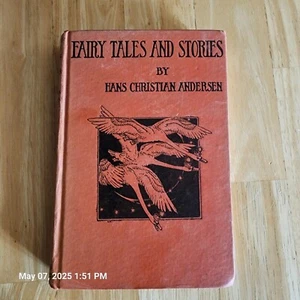 FAIRY TALES AND STORIES
BY
HANS CHRISTIAN ANDERSEN
May 07, 2025 1:51 PM